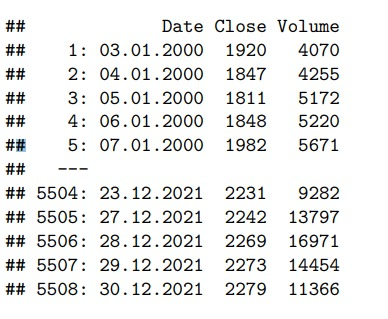 ##             Date Close Volume
##    1: 03.01.2000  1920   4070
##    2: 04.01.2000  1847   4255
##    3: 05.01.2000  1811   5172
##    4: 06.01.2000  1848   5220
##    5: 07.01.2000  1982   5671
##   ---
## 5504: 23.12.2021  2231   9282
## 5505: 27.12.2021  2242  13797
## 5506: 28.12.2021  2269  16971
## 5507: 29.12.2021  2273  14454
## 5508: 30.12.2021  2279  11366